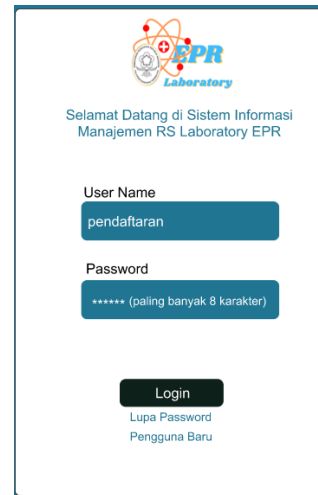 EPR
Laboratory
Selamat Datang di Sistem Informasi
Manajemen RS Laboratory EPR
User Name
pendaftaran
Password
****** (paling banyak 8 karakter)
Login
Lupa Password
Pengguna Baru